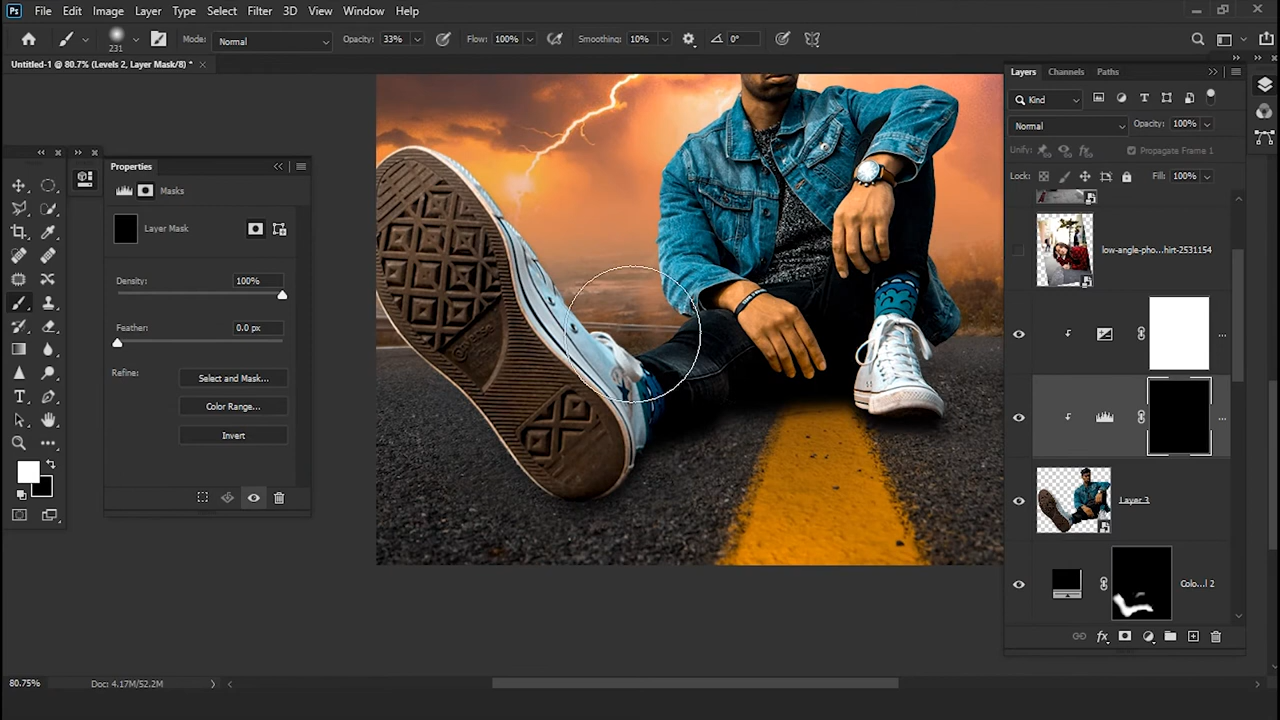 Ps File Edit Image Layer Type Select Filter 3D View Window Help
231 Mode: Normal Opacity: 33% Flow: 100% Smoothing: 10% 0°
Untitled-1 @ 80.7% (Levels 2, Layer Mask/8) *
Properties
Masks
Layer Mask
Density: 100%
Feather: 0.0 px
Refine: Select and Mask...
Color Range...
Invert
Layers Channels Paths
Kind
Normal Opacity: 100%
Unify: Propagate Frame 1
Lock: Fill: 100%
low-angle-pho...hirt-2531154
...
...
Layer 3
Colo...l 2
80.75% Doc: 4.17M/52.2M